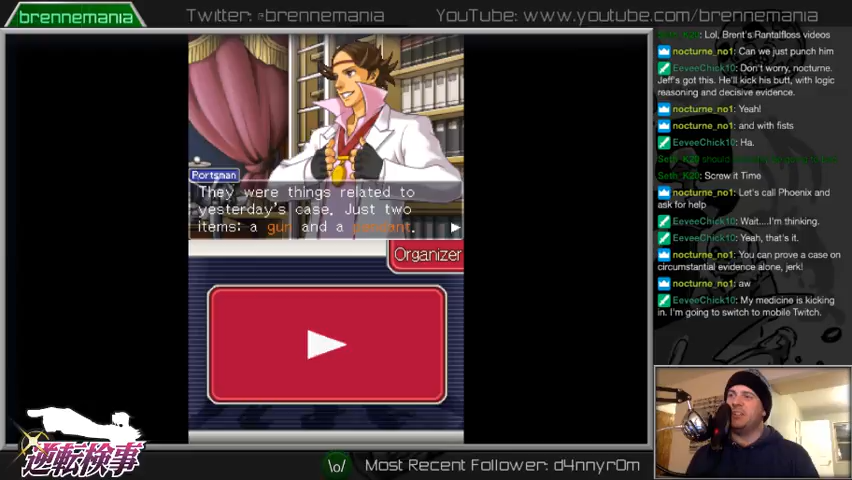 brennemania
Twitter: @brennemania
YouTube: www.youtube.com/brennemania
Seth_K20: Lol, Brent's Rantalfloss videos
nocturne_no1: Can we just punch him
EeveeChick10: Don't worry, nocturne.
Jeff's got this. He'll kick his butt, with logic
reasoning and decisive evidence.
nocturne_no1: Yeah!
nocturne_no1: and with fists
EeveeChick10: Ha.
Seth_K20 should
Seth_K20: Screw it Time
nocturne_no1: Let's call Phoenix and
ask for help
EeveeChick10: Wait....I'm thinking.
EeveeChick10: Yeah, that's it.
nocturne_no1: You can prove a case on
circumstantial evidence alone, jerk!
nocturne_no1: aw
EeveeChick10: My medicine is kicking
in. I'm going to switch to mobile Twitch.
Portsman
They were things related to
yesterday's case. Just two
items: a gun and a pendant.
Organizer
逆転検事
\o/
Most Recent Follower: d4nnyr0m